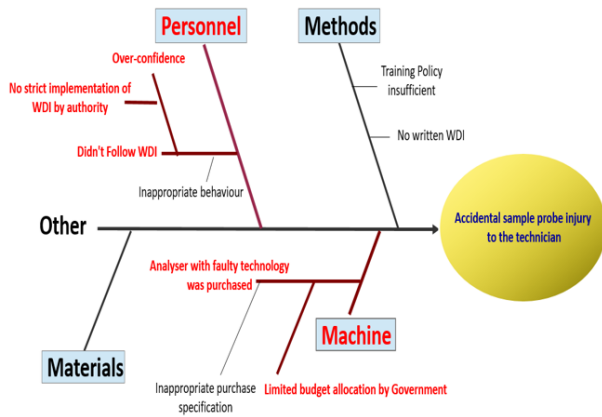 Personnel
Methods
Over-confidence
No strict implementation of
WDI by authority
Didn't Follow WDI
Inappropriate behaviour
Training Policy
insufficient
No written WDI
Other
Accidental sample probe injury
to the technician
Analyser with faulty technology
was purchased
Machine
Materials
Inappropriate purchase
specification
Limited budget allocation by Government